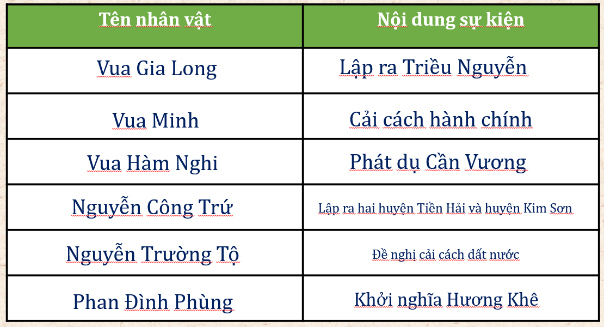 Tên nhân vật Nội dung sự kiện
Vua Gia Long Lập ra Triều Nguyễn
Vua Minh Cải cách hành chính
Vua Hàm Nghi Phát dụ Cần Vương
Nguyễn Công Trứ Lập ra hai huyện Tiền Hải và huyện Kim Sơn
Nguyễn Trường Tộ Đề nghị cải cách dất nước
Phan Đình Phùng Khởi nghĩa Hương Khê